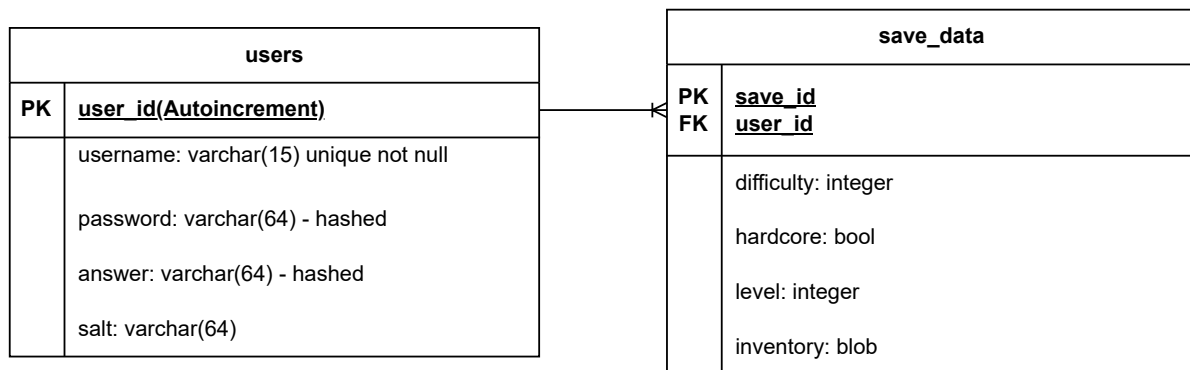 users
PK user_id(Autoincrement)
username: varchar(15) unique not null
password: varchar(64) - hashed
answer: varchar(64) - hashed
salt: varchar(64)
save_data
PK save_id
FK user_id
difficulty: integer
hardcore: bool
level: integer
inventory: blob